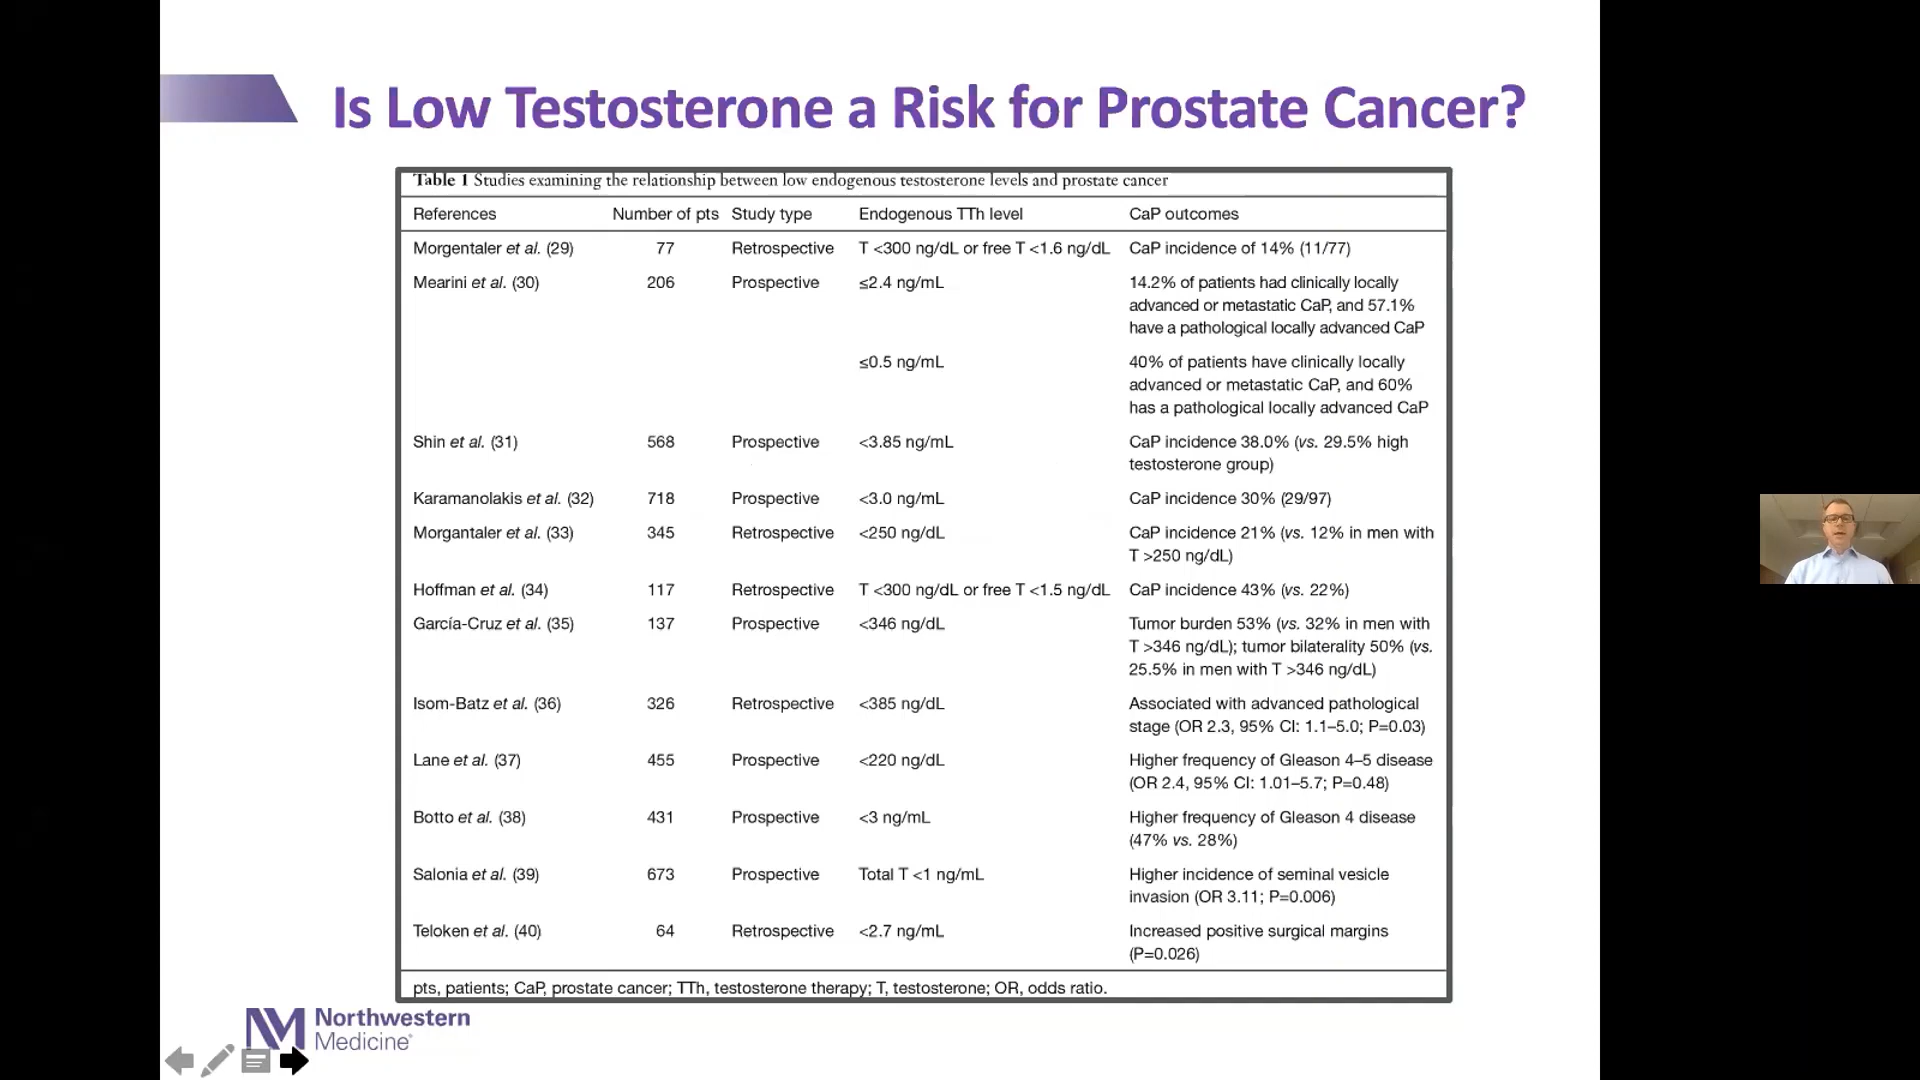 Is Low Testosterone a Risk for Prostate Cancer?
Table 1 Studies examining the relationship between low endogenous testosterone levels and prostate cancer
References Number of pts Study type Endogenous TTh level CaP outcomes
Morgentaler et al. (29) 77 Retrospective T <300 ng/dL or free T <1.6 ng/dL CaP incidence of 14% (11/77)
Mearini et al. (30) 206 Prospective ≤2.4 ng/mL 14.2% of patients had clinically locally
advanced or metastatic CaP, and 57.1%
have a pathological locally advanced CaP
≤0.5 ng/mL 40% of patients have clinically locally
advanced or metastatic CaP, and 60%
has a pathological locally advanced CaP
Shin et al. (31) 568 Prospective <3.85 ng/mL CaP incidence 38.0% (vs. 29.5% high
testosterone group)
Karamanolakis et al. (32) 718 Prospective <3.0 ng/mL CaP incidence 30% (29/97)
Morgantaler et al. (33) 345 Retrospective <250 ng/dL CaP incidence 21% (vs. 12% in men with
T >250 ng/dL)
Hoffman et al. (34) 117 Retrospective T <300 ng/dL or free T <1.5 ng/dL CaP incidence 43% (vs. 22%)
García-Cruz et al. (35) 137 Prospective <346 ng/dL Tumor burden 53% (vs. 32% in men with
T >346 ng/dL); tumor bilaterality 50% (vs.
25.5% in men with T >346 ng/dL)
Isom-Batz et al. (36) 326 Retrospective <385 ng/dL Associated with advanced pathological
stage (OR 2.3, 95% CI: 1.1–5.0; P=0.03)
Lane et al. (37) 455 Prospective <220 ng/dL Higher frequency of Gleason 4–5 disease
(OR 2.4, 95% CI: 1.01–5.7; P=0.48)
Botto et al. (38) 431 Prospective <3 ng/mL Higher frequency of Gleason 4 disease
(47% vs. 28%)
Salonia et al. (39) 673 Prospective Total T <1 ng/mL Higher incidence of seminal vesicle
invasion (OR 3.11; P=0.006)
Teloken et al. (40) 64 Retrospective <2.7 ng/mL Increased positive surgical margins
(P=0.026)
pts, patients; CaP, prostate cancer; TTh, testosterone therapy; T, testosterone; OR, odds ratio.
Northwestern
Medicine®